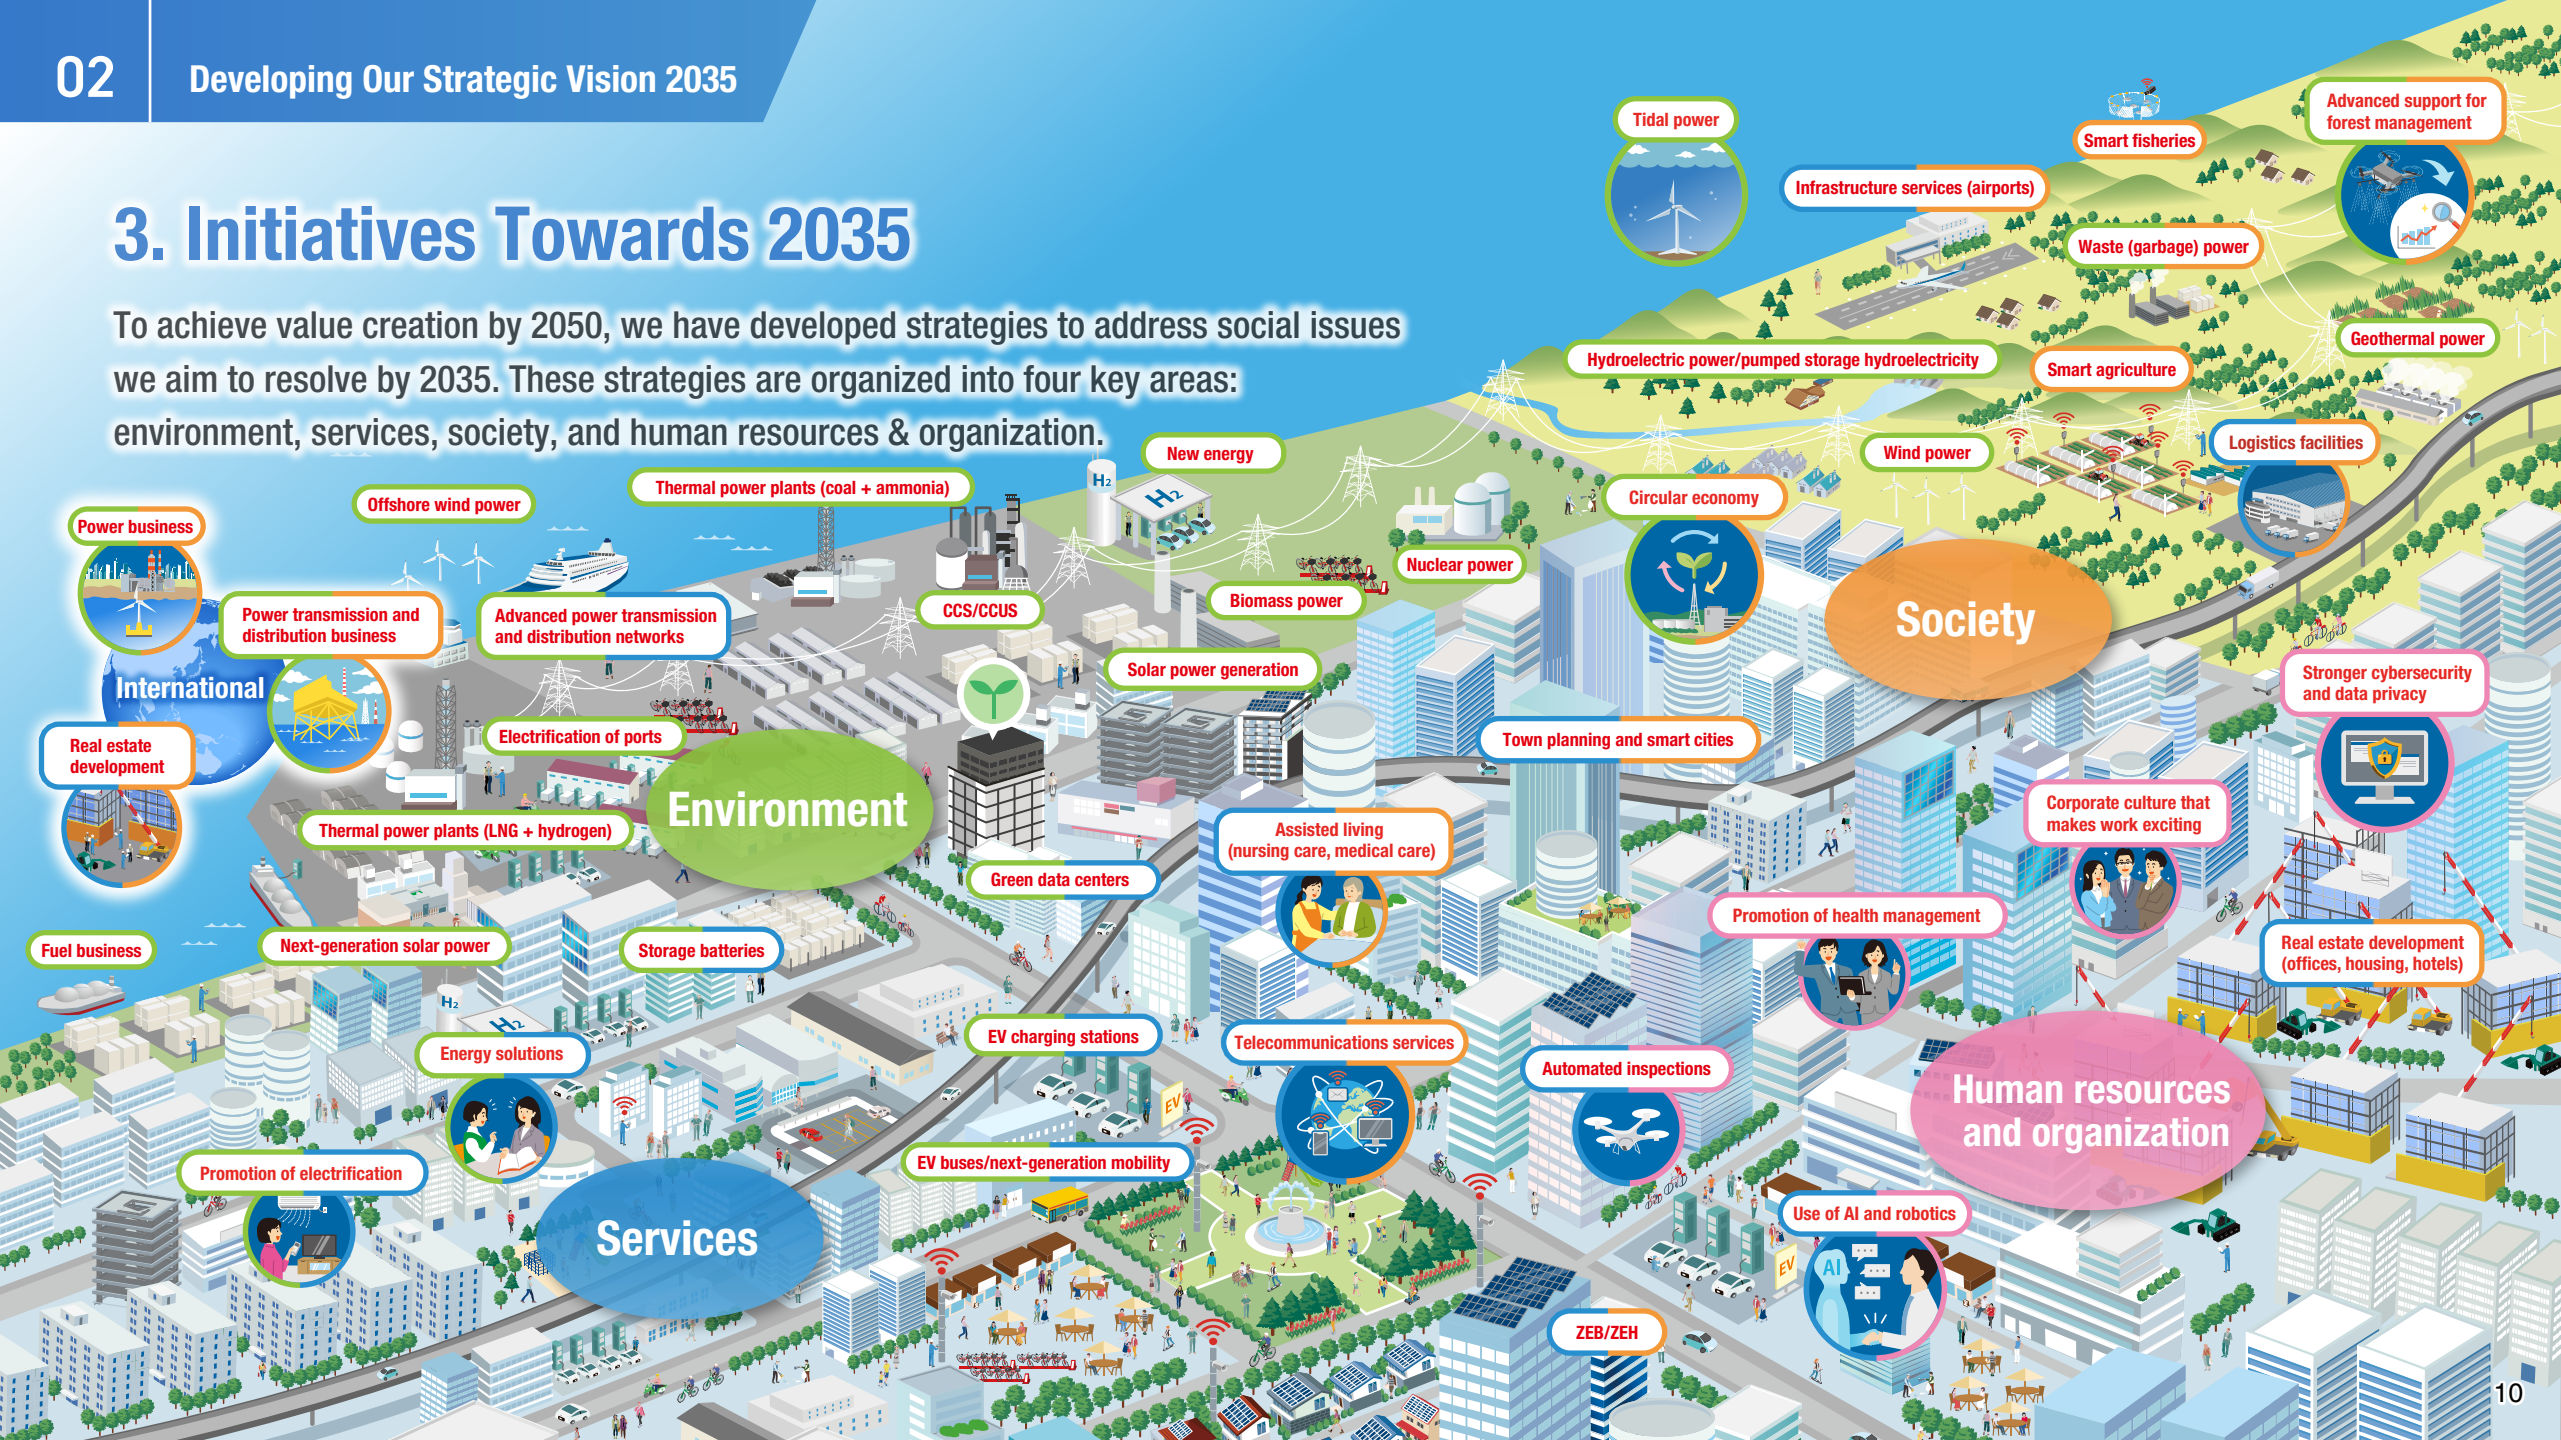 02
Developing Our Strategic Vision 2035
3. Initiatives Towards 2035
To achieve value creation by 2050, we have developed strategies to address social issues
we aim to resolve by 2035. These strategies are organized into four key areas:
environment, services, society, and human resources & organization.
Tidal power
Infrastructure services (airports)
Smart fisheries
Advanced support for
forest management
Waste (garbage) power
Geothermal power
Hydroelectric power/pumped storage hydroelectricity
Smart agriculture
Wind power
Logistics facilities
New energy
H2
H2
Thermal power plants (coal + ammonia)
Offshore wind power
Circular economy
Power business
Nuclear power
Biomass power
CCS/CCUS
Power transmission and
distribution business
Advanced power transmission
and distribution networks
Society
International
Solar power generation
Stronger cybersecurity
and data privacy
Real estate
development
Electrification of ports
Town planning and smart cities
Environment
Thermal power plants (LNG + hydrogen)
Assisted living
(nursing care, medical care)
Corporate culture that
makes work exciting
Green data centers
Promotion of health management
Fuel business
Next-generation solar power
Storage batteries
Real estate development
(offices, housing, hotels)
H2
H2
Energy solutions
EV charging stations
EV
Telecommunications services
Automated inspections
Human resources
and organization
Promotion of electrification
EV buses/next-generation mobility
Services
Use of AI and robotics
EV
AI
ZEB/ZEH
10